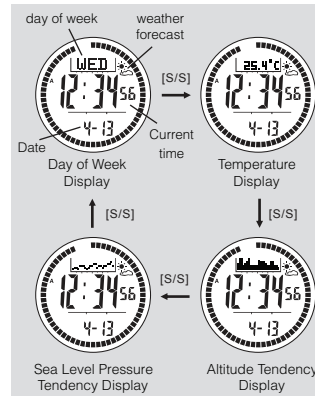 day of week
weather
forecast
WED
A
12:34 56
4-13
[S/S]
25.4°C
A
12:34 56
4-13
Date
Current
time
Day of Week
Display
Temperature
Display
[S/S]
[S/S]
A
12:34 56
4-13
[S/S]
A
12:34 56
4-13
Sea Level Pressure
Tendency Display
Altitude Tendency
Display